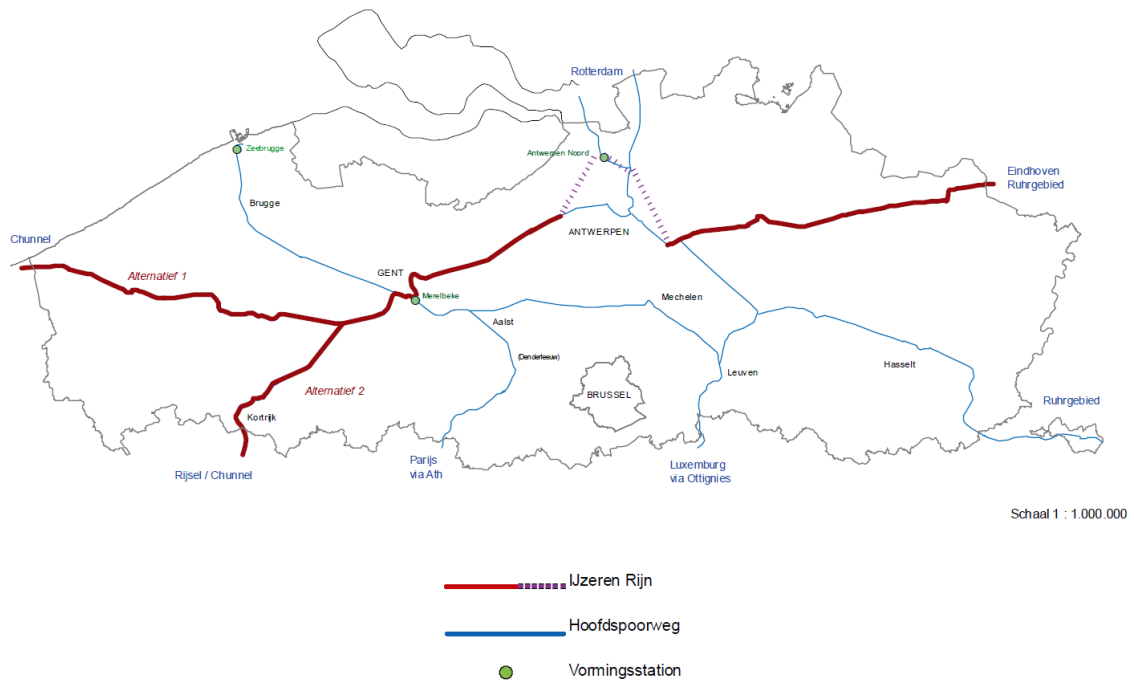 Rotterdam
Zeebrugge
Antwerpen Noord
Eindhoven
Ruhrgebied
Brugge
Chunnel
ANTWERPEN
Alternatief 1
GENT
Merelbeke
Mechelen
Aalst
(Denderleeuw)
Hasselt
Leuven
Alternatief 2
BRUSSEL
Ruhrgebied
Kortrijk
Parijs
via Ath
Luxemburg
via Ottignies
Rijsel / Chunnel
Schaal 1 : 1.000.000
IJzeren Rijn
Hoofdspoorweg
Vormingsstation